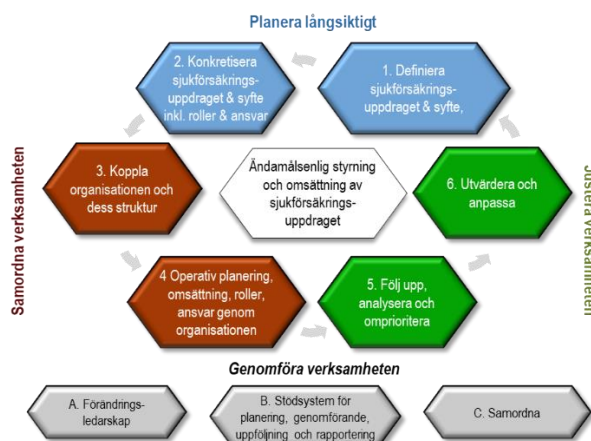 Planera långsiktigt
2. Konkretisera
sjukförsäkrings-
uppdraget & syfte
inkl. roller & ansvar
1. Definiera
sjukförsäkrings-
uppdraget & syfte,
Samordna verksamheten
3. Koppla
organisationen och
dess struktur
Ändamålsenlig styrning
och omsättning av
sjukförsäkrings-
uppdraget
6. Utvärdera och
anpassa
Justera verksamheten
4 Operativ planering,
omsättning, roller,
ansvar genom
organisationen
5. Följ upp,
analysera och
omprioritera
Genomföra verksamheten
A. Förändrings-
ledarskap
B. Stödsystem för
planering, genomförande,
uppföljning och rapportering
C. Samordna